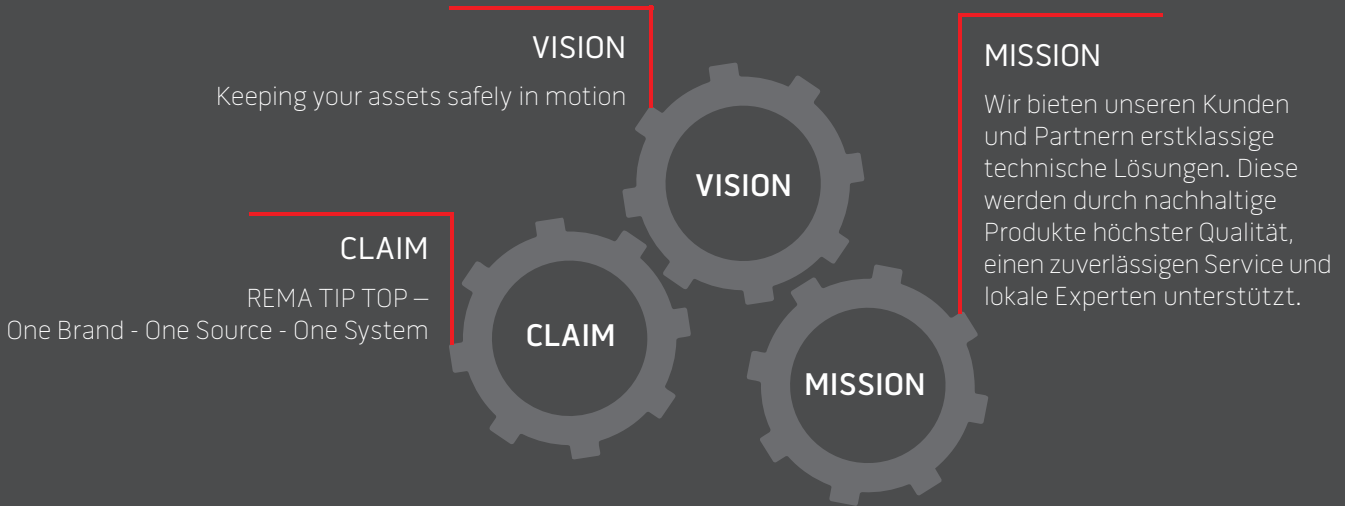 VISION
Keeping your assets safely in motion
CLAIM
REMA TIP TOP –
One Brand - One Source - One System
VISION
CLAIM
MISSION
MISSION
Wir bieten unseren Kunden
und Partnern erstklassige
technische Lösungen. Diese
werden durch nachhaltige
Produkte höchster Qualität,
einen zuverlässigen Service und
lokale Experten unterstützt.